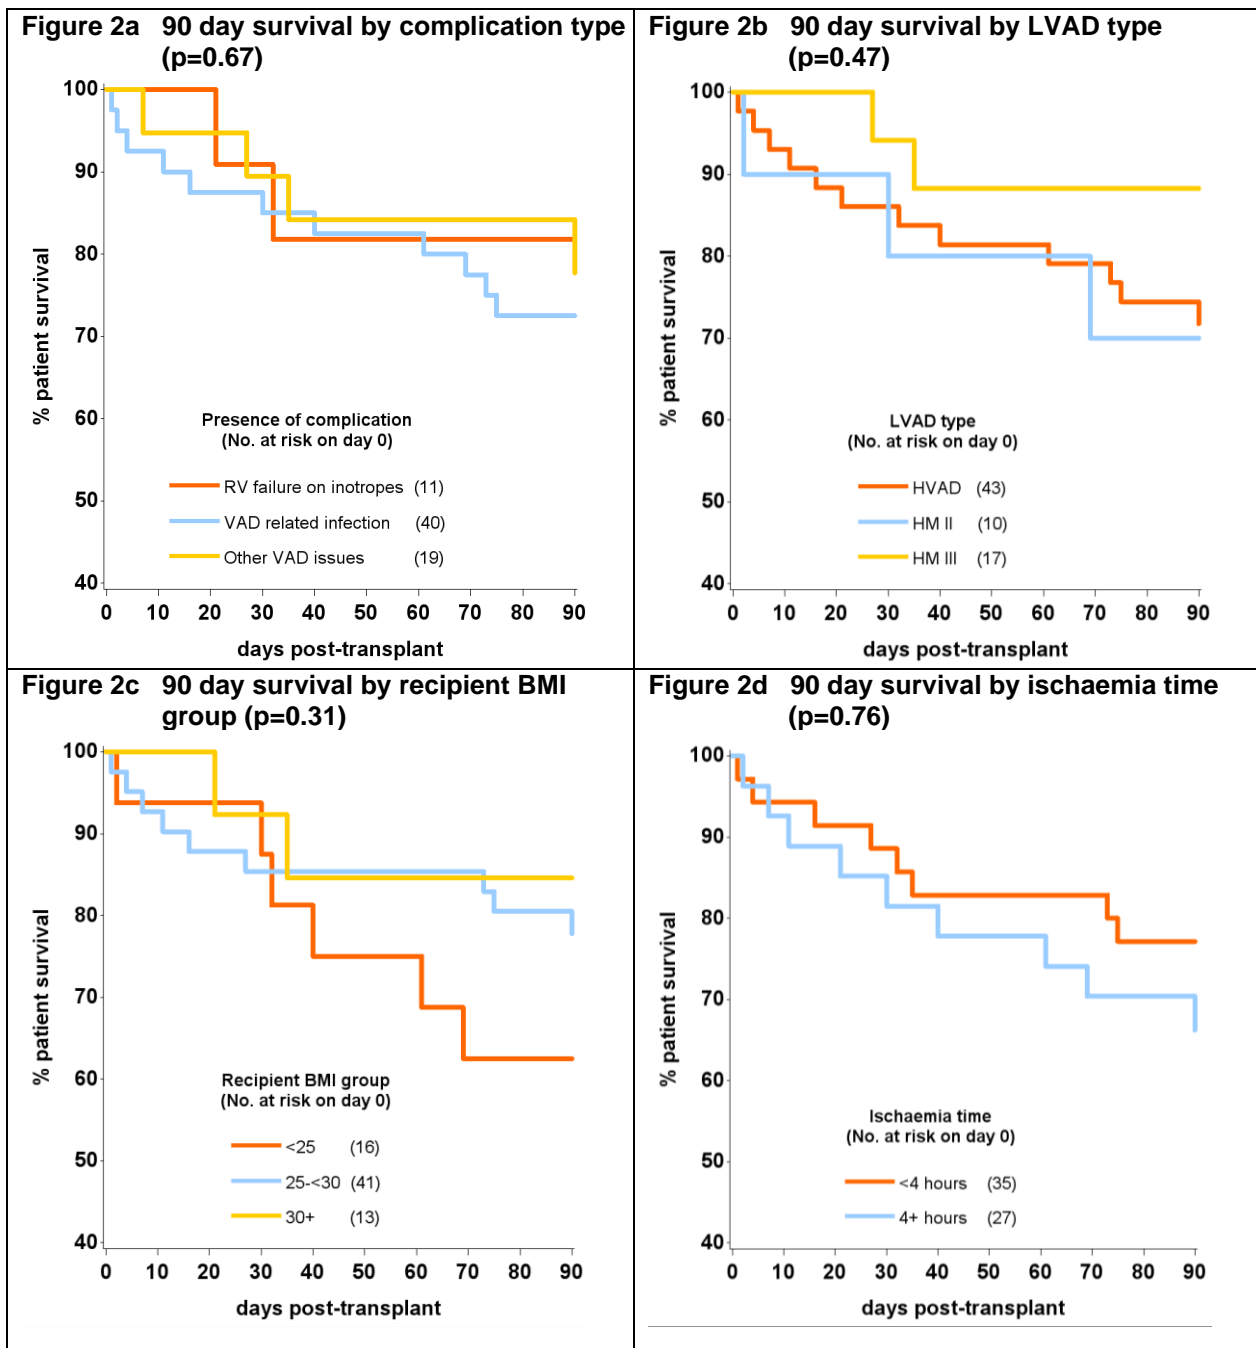 Figure 2a 90 day survival by complication type
(p=0.67)
100
90
80
70
60
50
40
% patient survival
Presence of complication
(No. at risk on day 0)
RV failure on inotropes (11)
VAD related infection (40)
Other VAD issues (19)
0 10 20 30 40 50 60 70 80 90
days post-transplant
Figure 2b 90 day survival by LVAD type
(p=0.47)
100
90
80
70
60
50
40
% patient survival
LVAD type
(No. at risk on day 0)
HVAD (43)
HM II (10)
HM III (17)
0 10 20 30 40 50 60 70 80 90
days post-transplant
Figure 2c 90 day survival by recipient BMI
group (p=0.31)
100
90
80
70
60
50
40
% patient survival
Recipient BMI group
(No. at risk on day 0)
<25 (16)
25-<30 (41)
30+ (13)
0 10 20 30 40 50 60 70 80 90
days post-transplant
Figure 2d 90 day survival by ischaemia time
(p=0.76)
100
90
80
70
60
50
40
% patient survival
Ischaemia time
(No. at risk on day 0)
<4 hours (35)
4+ hours (27)
0 10 20 30 40 50 60 70 80 90
days post-transplant